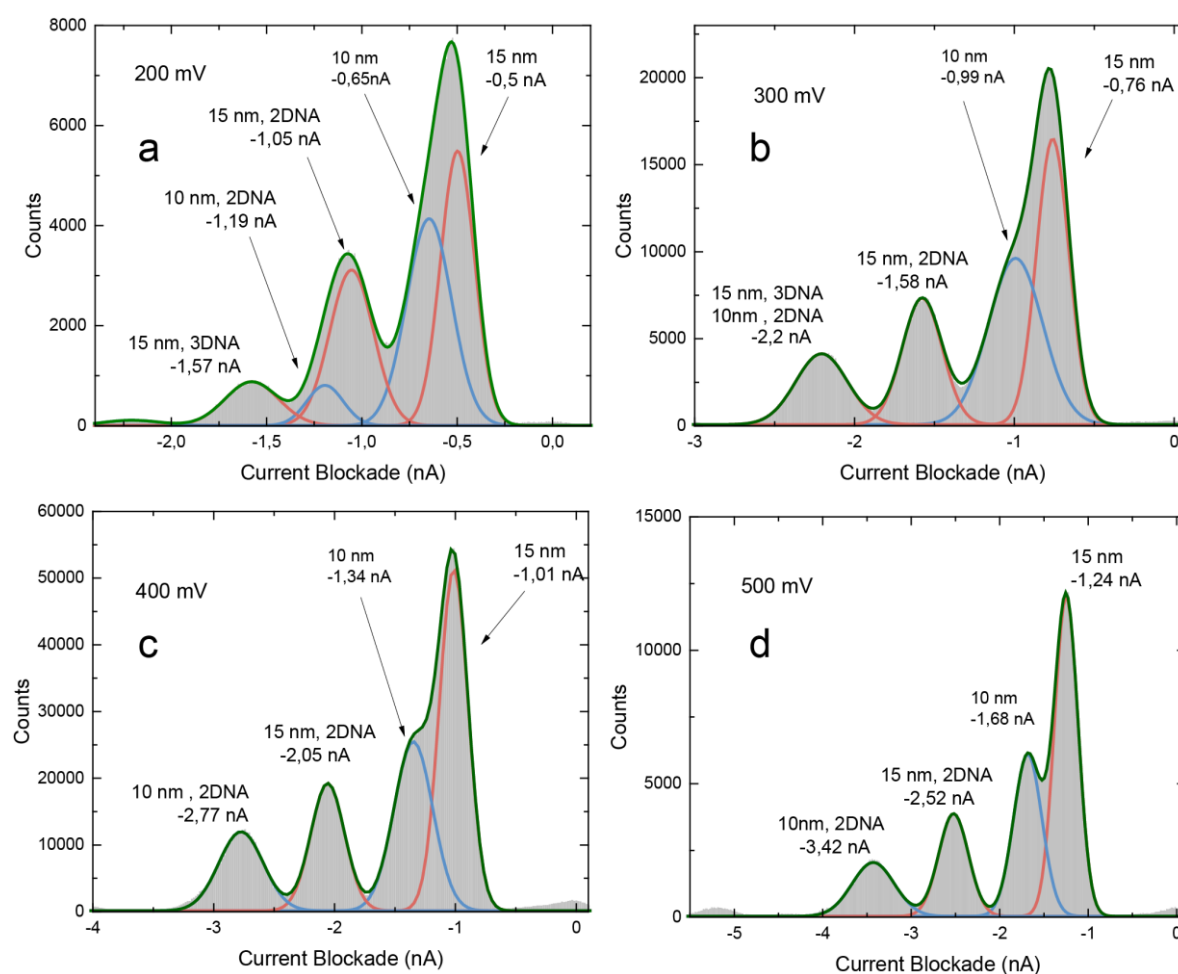 8000
6000
4000
2000
0
Counts
200 mV
a
10 nm
-0,65nA
15 nm
-0,5 nA
15 nm, 2DNA
-1,05 nA
10 nm, 2DNA
-1,19 nA
15 nm, 3DNA
-1,57 nA
-2,0 -1,5 -1,0 -0,5 0,0
Current Blockade (nA)
20000
15000
10000
5000
0
Counts
300 mV
b
10 nm
-0,99 nA
15 nm
-0,76 nA
15 nm, 2DNA
-1,58 nA
15 nm, 3DNA
10nm , 2DNA
-2,2 nA
-3 -2 -1 0
Current Blockade (nA)
60000
50000
40000
30000
20000
10000
0
Counts
400 mV
c
10 nm
-1,34 nA
15 nm
-1,01 nA
15 nm, 2DNA
-2,05 nA
10 nm , 2DNA
-2,77 nA
-4 -3 -2 -1 0
Current Blockade (nA)
15000
10000
5000
0
Counts
500 mV
d
15 nm
-1,24 nA
10 nm
-1,68 nA
15 nm, 2DNA
-2,52 nA
10nm, 2DNA
-3,42 nA
-5 -4 -3 -2 -1 0
Current Blockade (nA)